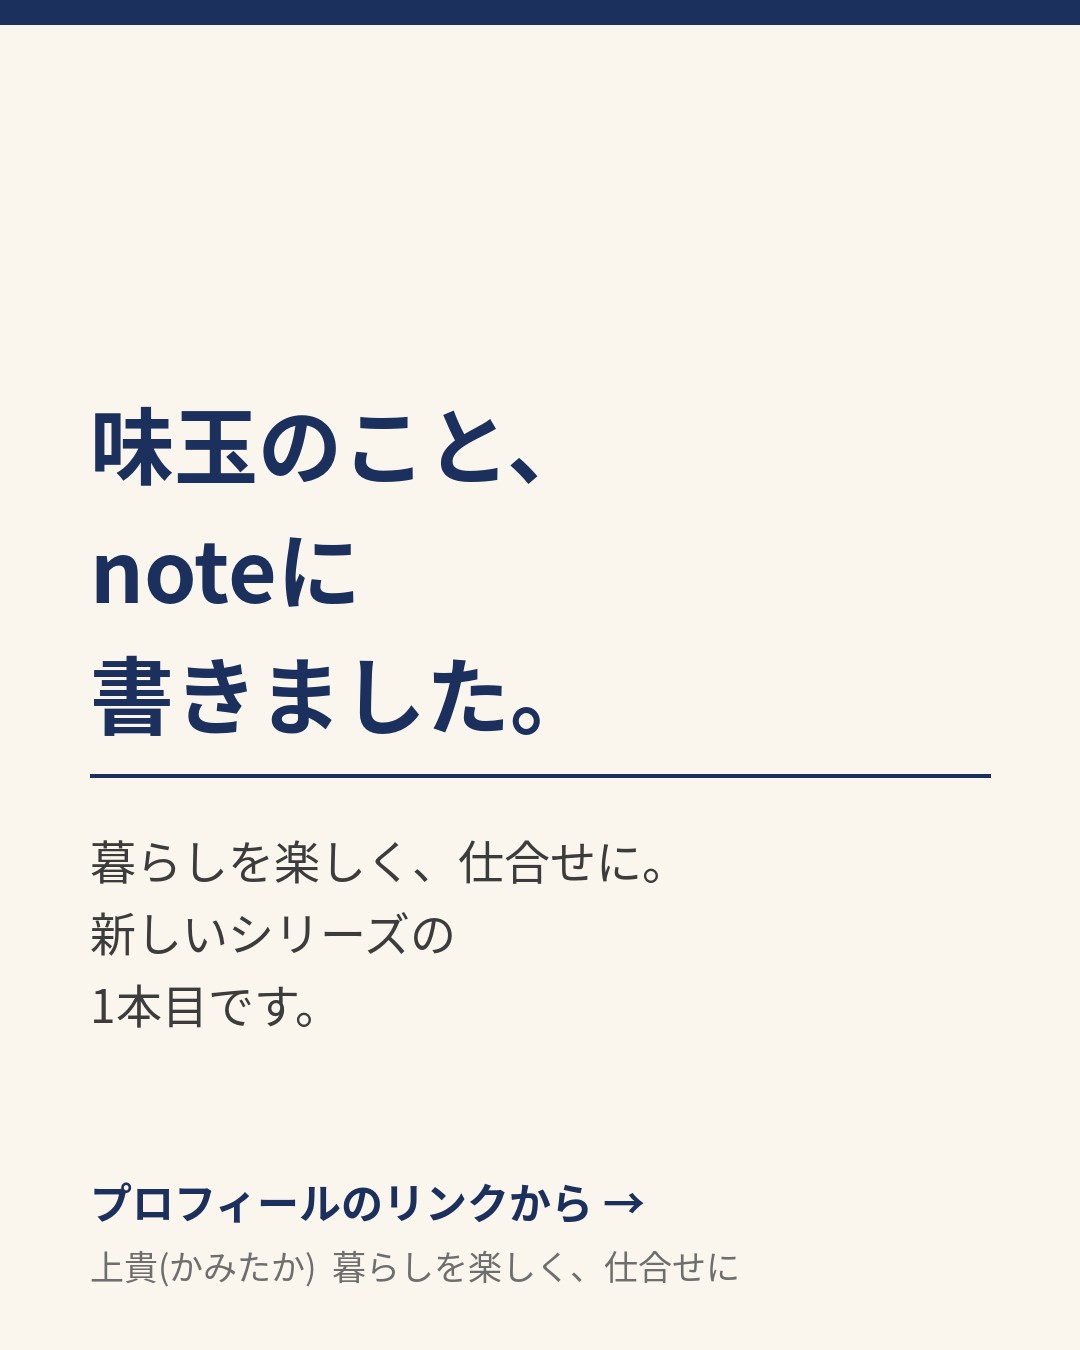 味玉のこと、
noteに
書きました。
暮らしを楽しく、仕合せに。
新しいシリーズの
1本目です。
プロフィールのリンクから →
上貴(かみたか) 暮らしを楽しく、仕合せに